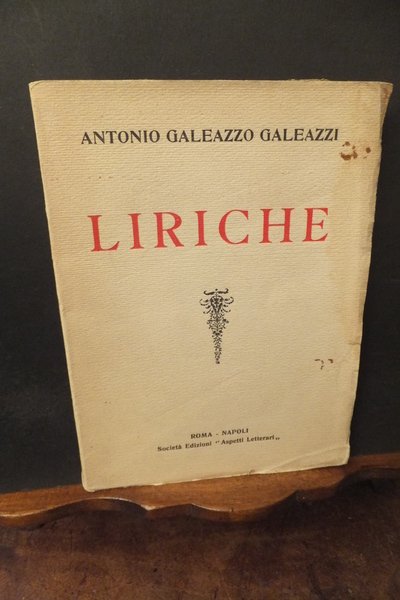 ANTONIO GALEAZZO GALEAZZI
LIRICHE
ROMA - NAPOLI
Società Edizioni "Aspetti Letterari„